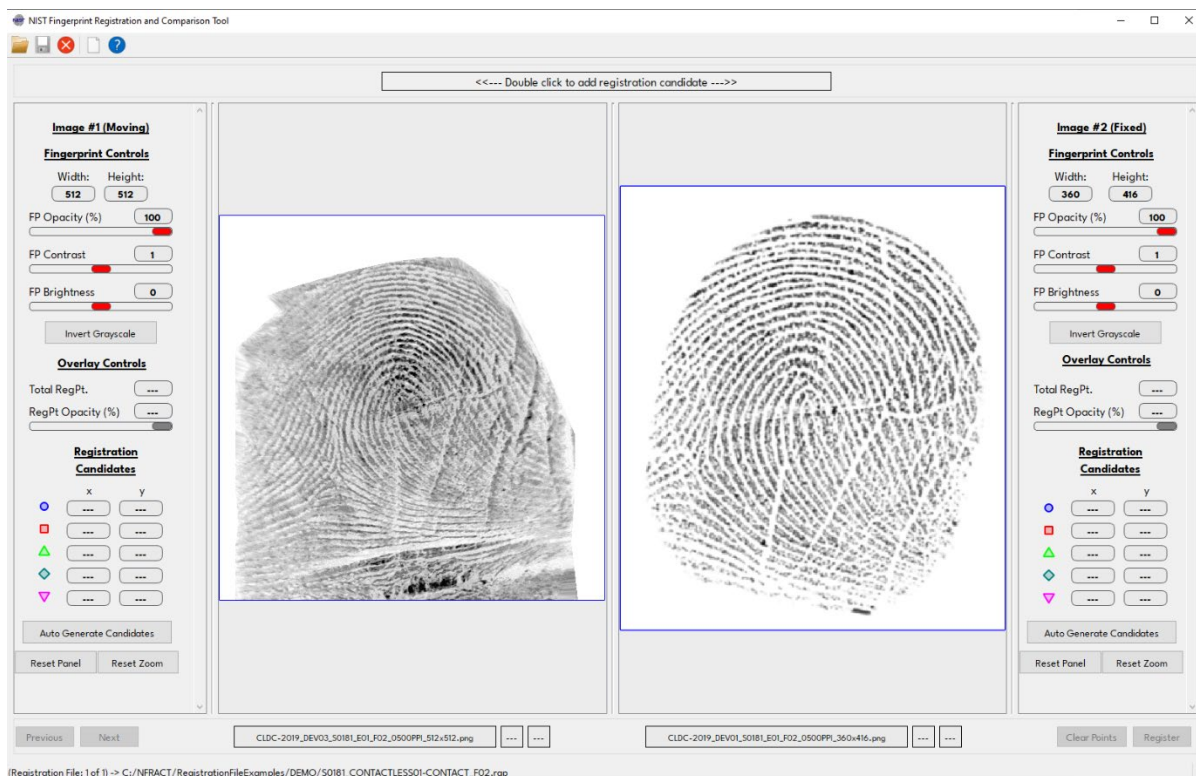 NIST Fingerprint Registration and Comparison Tool
<<--- Double click to add registration candidate --->>
Image #1 (Moving)
Fingerprint Controls
Width: Height:
512 512
FP Opacity (%) 100
FP Contrast 1
FP Brightness 0
Invert Grayscale
Overlay Controls
Total RegPt. ---
RegPt Opacity (%) ---
Registration
Candidates
x y
--- ---
--- ---
--- ---
--- ---
--- ---
Auto Generate Candidates
Reset Panel Reset Zoom
Image #2 (Fixed)
Fingerprint Controls
Width: Height:
360 416
FP Opacity (%) 100
FP Contrast 1
FP Brightness 0
Invert Grayscale
Overlay Controls
Total RegPt. ---
RegPt Opacity (%) ---
Registration
Candidates
x y
--- ---
--- ---
--- ---
--- ---
--- ---
Auto Generate Candidates
Reset Panel Reset Zoom
Previous Next CLDC-2019_DEV03_S0181_E01_F02_0500PPI_512x512.png --- --- CLDC-2019_DEV01_S0181_E01_F02_0500PPI_360x416.png --- --- Clear Points Register
(Registration File: 1 of 1) -> C:/NFRACT/RegistrationFileExamples/DEMO/S0181_CONTACTLESS01-CONTACT_F02.rgp